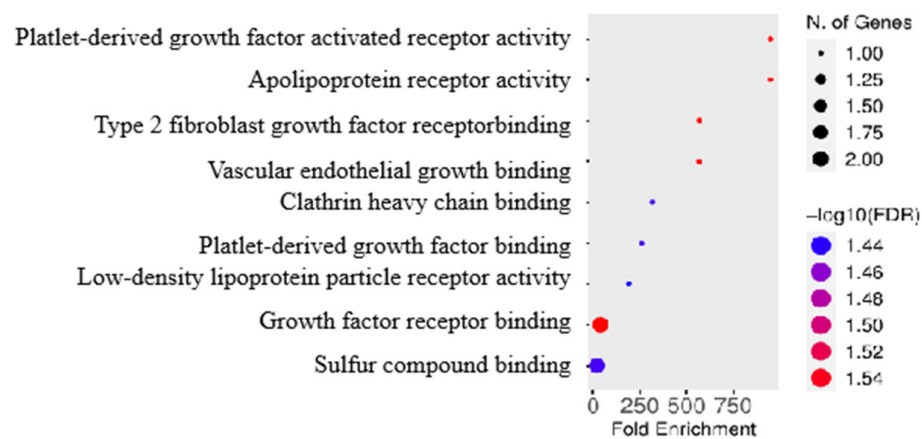 Platlet-derived growth factor activated receptor activity
Apolipoprotein receptor activity
Type 2 fibroblast growth factor receptorbinding
Vascular endothelial growth binding
Clathrin heavy chain binding
Platlet-derived growth factor binding
Low-density lipoprotein particle receptor activity
Growth factor receptor binding
Sulfur compound binding
0 250 500 750
Fold Enrichment
N. of Genes
1.00
1.25
1.50
1.75
2.00
–log10(FDR)
1.44
1.46
1.48
1.50
1.52
1.54